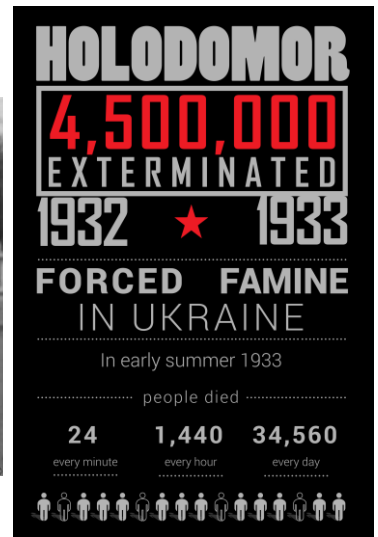 HOLODOMOR
4,500,000
EXTERMINATED
1932 1933
FORCED FAMINE
IN UKRAINE
In early summer 1933
people died
24 1,440 34,560
every minute every hour every day